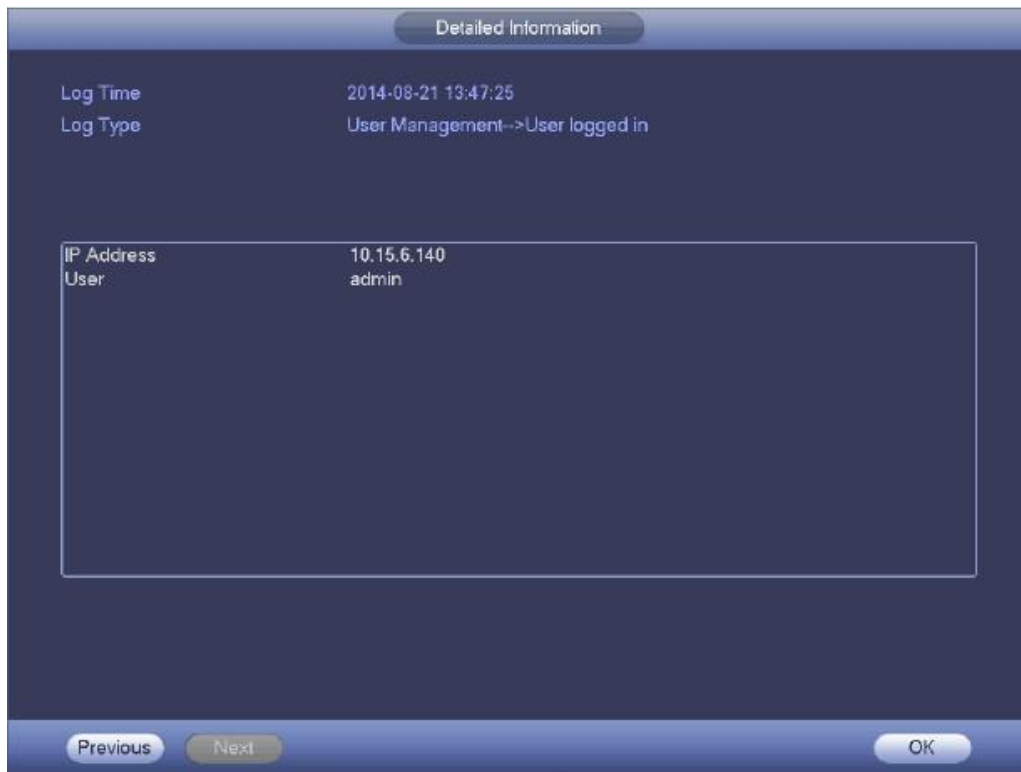 Detailed Information
Log Time 2014-08-21 13:47:25
Log Type User Management-->User logged in
IP Address 10.15.6.140
User admin
Previous Next OK